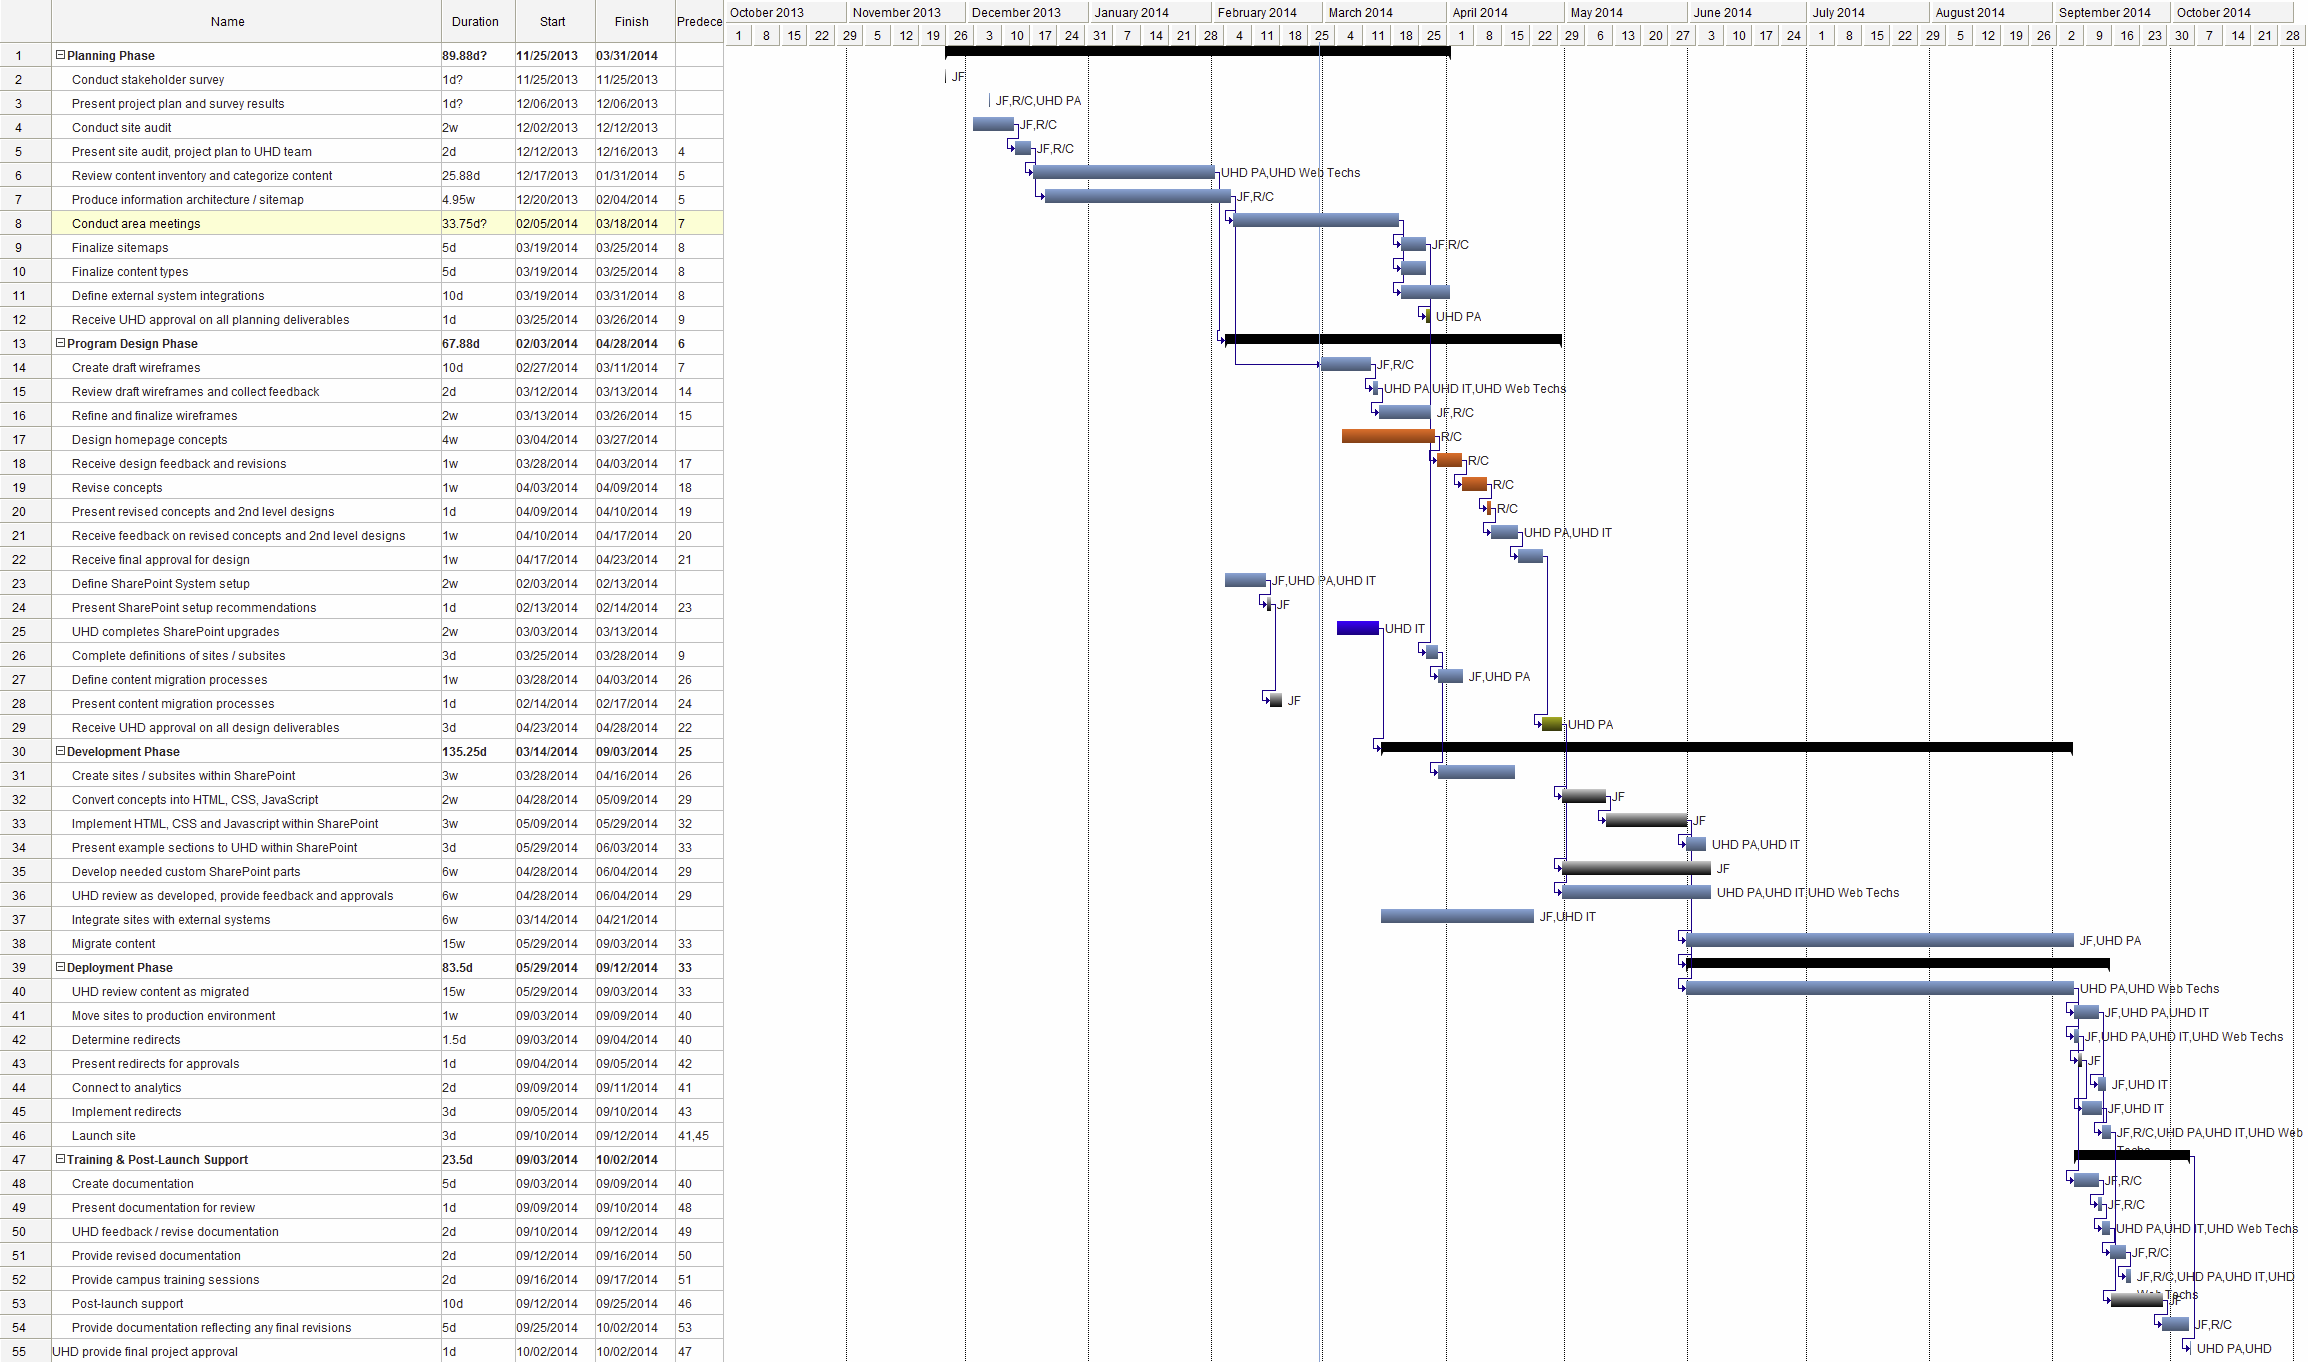 Name Duration Start Finish Predece October 2013 November 2013 December 2013 January 2014 February 2014 March 2014 April 2014 May 2014 June 2014 July 2014 August 2014 September 2014 October 2014
1 8 15 22 29 5 12 19 26 3 10 17 24 31 7 14 21 28 4 11 18 25 4 11 18 25 1 8 15 22 29 6 13 20 27 3 10 17 24 1 8 15 22 29 5 12 19 26 2 9 16 23 30 7 14 21 28
1 Planning Phase 89.88d? 11/25/2013 03/31/2014
2 Conduct stakeholder survey 1d? 11/25/2013 11/25/2013 JF
3 Present project plan and survey results 1d? 12/06/2013 12/06/2013 JF,R/C,UHD PA
4 Conduct site audit 2w 12/02/2013 12/12/2013 JF,R/C
5 Present site audit, project plan to UHD team 2d 12/12/2013 12/16/2013 4 JF,R/C
6 Review content inventory and categorize content 25.88d 12/17/2013 01/31/2014 5 UHD PA,UHD Web Techs
7 Produce information architecture / sitemap 4.95w 12/20/2013 02/04/2014 5 JF,R/C
8 Conduct area meetings 33.75d? 02/05/2014 03/18/2014 7
9 Finalize sitemaps 5d 03/19/2014 03/25/2014 8 JF,R/C
10 Finalize content types 5d 03/19/2014 03/25/2014 8
11 Define external system integrations 10d 03/19/2014 03/31/2014 8
12 Receive UHD approval on all planning deliverables 1d 03/25/2014 03/26/2014 9 UHD PA
13 Program Design Phase 67.88d 02/03/2014 04/28/2014 6
14 Create draft wireframes 10d 02/27/2014 03/11/2014 7 JF,R/C
15 Review draft wireframes and collect feedback 2d 03/12/2014 03/13/2014 14 UHD PA,UHD IT,UHD Web Techs
16 Refine and finalize wireframes 2w 03/13/2014 03/26/2014 15 JF,R/C
17 Design homepage concepts 4w 03/04/2014 03/27/2014 R/C
18 Receive design feedback and revisions 1w 03/28/2014 04/03/2014 17 R/C
19 Revise concepts 1w 04/03/2014 04/09/2014 18 R/C
20 Present revised concepts and 2nd level designs 1d 04/09/2014 04/10/2014 19 R/C
21 Receive feedback on revised concepts and 2nd level designs 1w 04/10/2014 04/17/2014 20 UHD PA,UHD IT
22 Receive final approval for design 1w 04/17/2014 04/23/2014 21
23 Define SharePoint System setup 2w 02/03/2014 02/13/2014 JF,UHD PA,UHD IT
24 Present SharePoint setup recommendations 1d 02/13/2014 02/14/2014 23 JF
25 UHD completes SharePoint upgrades 2w 03/03/2014 03/13/2014 UHD IT
26 Complete definitions of sites / subsites 3d 03/25/2014 03/28/2014 9
27 Define content migration processes 1w 03/28/2014 04/03/2014 26 JF,UHD PA
28 Present content migration processes 1d 02/14/2014 02/17/2014 24 JF
29 Receive UHD approval on all design deliverables 3d 04/23/2014 04/28/2014 22 UHD PA
30 Development Phase 135.25d 03/14/2014 09/03/2014 25
31 Create sites / subsites within SharePoint 3w 03/28/2014 04/16/2014 26
32 Convert concepts into HTML, CSS, JavaScript 2w 04/28/2014 05/09/2014 29 JF
33 Implement HTML, CSS and Javascript within SharePoint 3w 05/09/2014 05/29/2014 32 JF
34 Present example sections to UHD within SharePoint 3d 05/29/2014 06/03/2014 33 UHD PA,UHD IT
35 Develop needed custom SharePoint parts 6w 04/28/2014 06/04/2014 29 JF
36 UHD review as developed, provide feedback and approvals 6w 04/28/2014 06/04/2014 29 UHD PA,UHD IT,UHD Web Techs
37 Integrate sites with external systems 6w 03/14/2014 04/21/2014 JF,UHD IT
38 Migrate content 15w 05/29/2014 09/03/2014 33 JF,UHD PA
39 Deployment Phase 83.5d 05/29/2014 09/12/2014 33
40 UHD review content as migrated 15w 05/29/2014 09/03/2014 33 UHD PA,UHD Web Techs
41 Move sites to production environment 1w 09/03/2014 09/09/2014 40 JF,UHD PA,UHD IT
42 Determine redirects 1.5d 09/03/2014 09/04/2014 40 JF,UHD PA,UHD IT,UHD Web Techs
43 Present redirects for approvals 1d 09/04/2014 09/05/2014 42 JF
44 Connect to analytics 2d 09/09/2014 09/11/2014 41 JF,UHD IT
45 Implement redirects 3d 09/05/2014 09/10/2014 43 JF,UHD IT
46 Launch site 3d 09/10/2014 09/12/2014 41,45 JF,R/C,UHD PA,UHD IT,UHD Web
Techs
47 Training & Post-Launch Support 23.5d 09/03/2014 10/02/2014
48 Create documentation 5d 09/03/2014 09/09/2014 40 JF,R/C
49 Present documentation for review 1d 09/09/2014 09/10/2014 48 JF,R/C
50 UHD feedback / revise documentation 2d 09/10/2014 09/12/2014 49 UHD PA,UHD IT,UHD Web Techs
51 Provide revised documentation 2d 09/12/2014 09/16/2014 50 JF,R/C
52 Provide campus training sessions 2d 09/16/2014 09/17/2014 51 JF,R/C,UHD PA,UHD IT,UHD
Web Techs
53 Post-launch support 10d 09/12/2014 09/25/2014 46 JF
54 Provide documentation reflecting any final revisions 5d 09/25/2014 10/02/2014 53 JF,R/C
55 UHD provide final project approval 1d 10/02/2014 10/02/2014 47 UHD PA,UHD